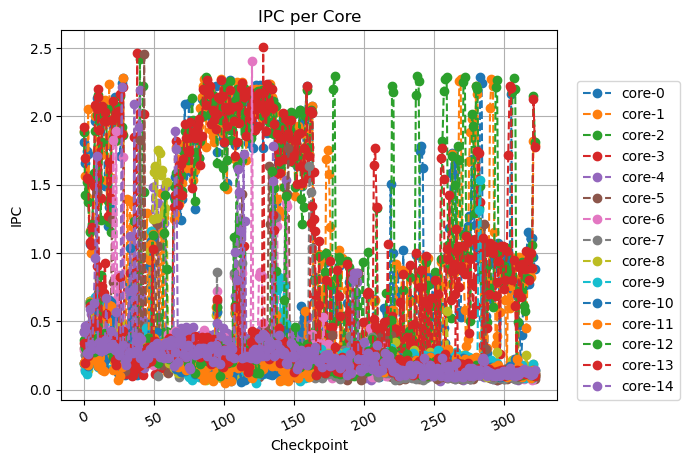 IPC per Core
IPC
2.5
2.0
1.5
1.0
0.5
0.0
0
50
100
150
200
250
300
Checkpoint
core-0
core-1
core-2
core-3
core-4
core-5
core-6
core-7
core-8
core-9
core-10
core-11
core-12
core-13
core-14